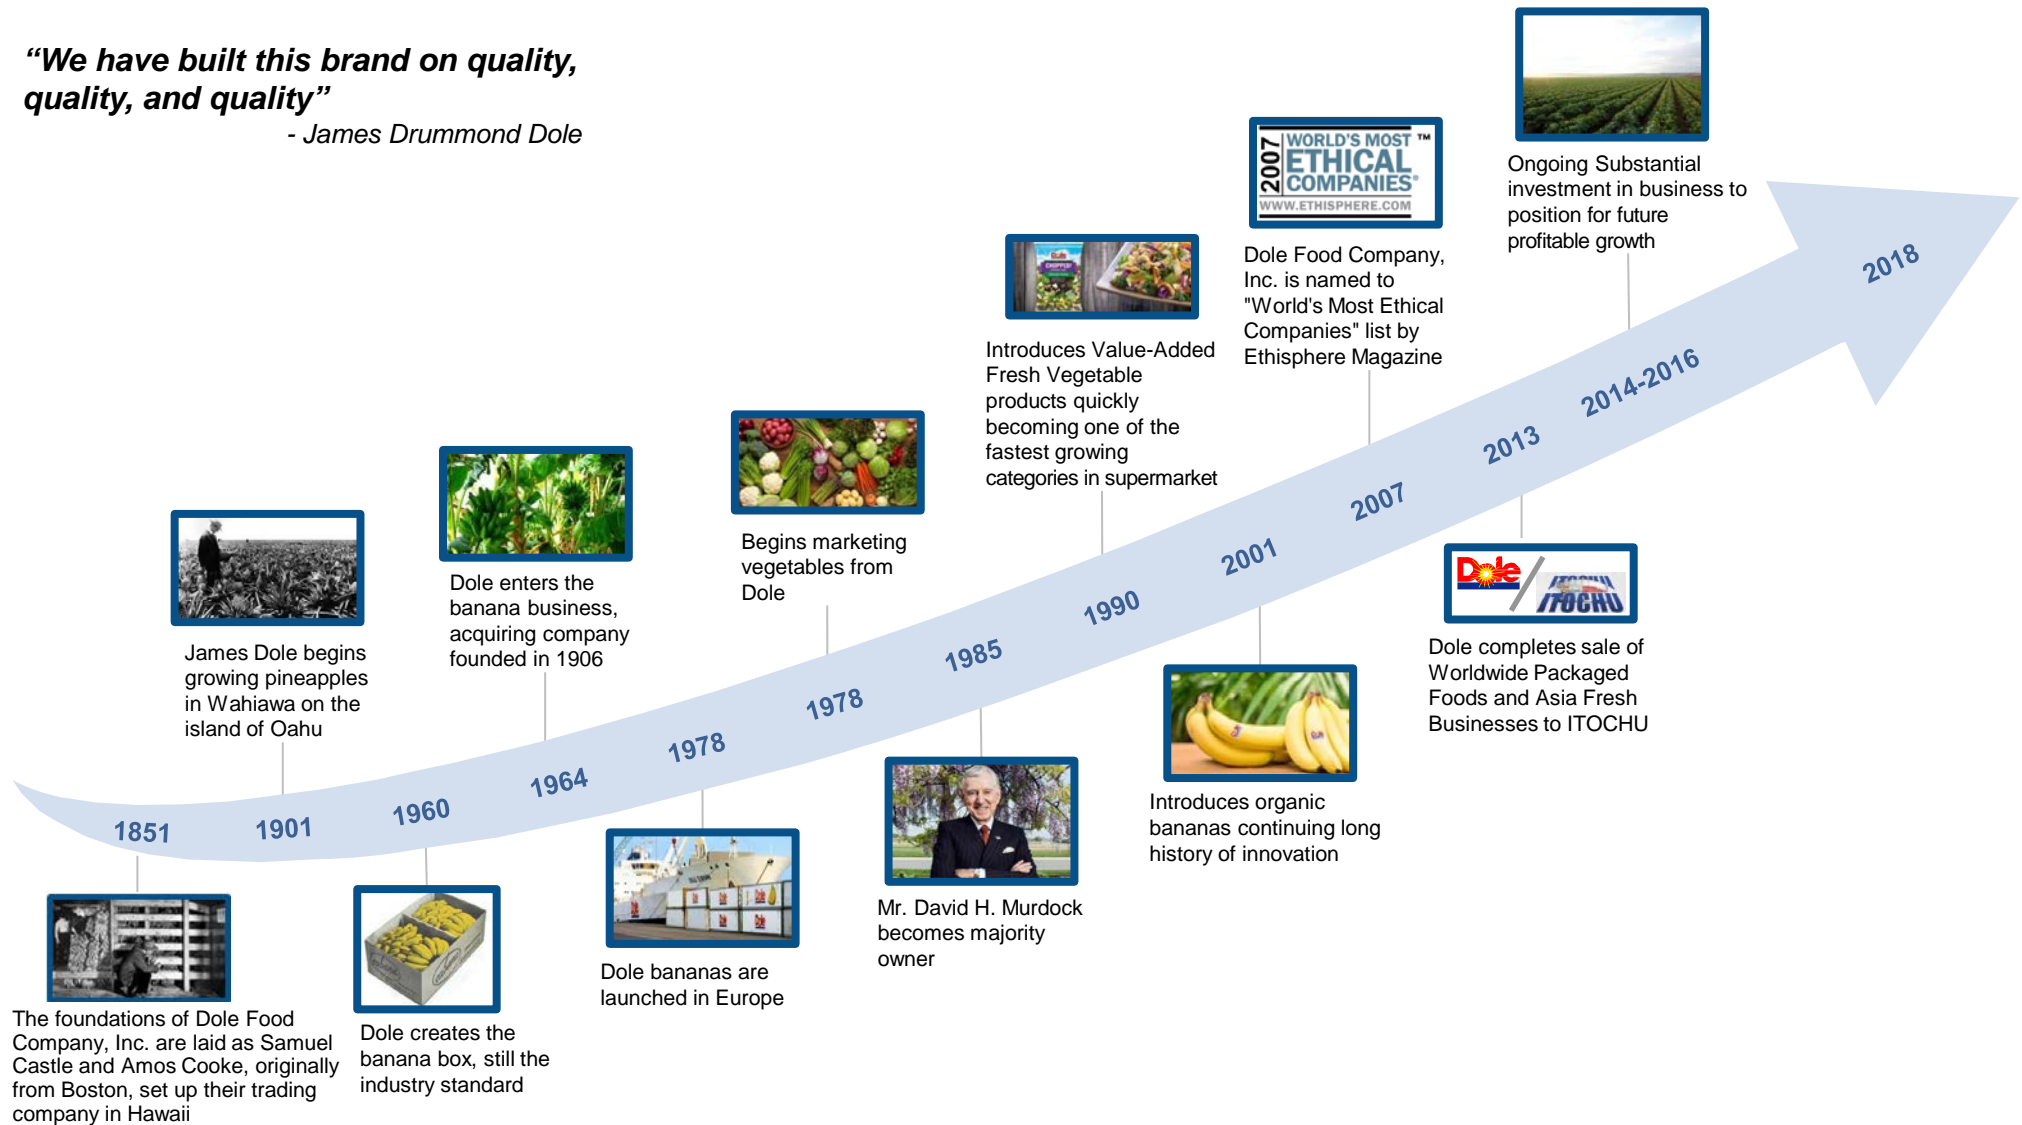 “We have built this brand on quality,
quality, and quality”
- James Drummond Dole
1851
The foundations of Dole Food
Company, Inc. are laid as Samuel
Castle and Amos Cooke, originally
from Boston, set up their trading
company in Hawaii
James Dole begins
growing pineapples
in Wahiawa on the
island of Oahu
1901
1960
Dole creates the
banana box, still the
industry standard
Dole enters the
banana business,
acquiring company
founded in 1906
1964
1978
Dole bananas are
launched in Europe
Begins marketing
vegetables from
Dole
1978
1985
Mr. David H. Murdock
becomes majority
owner
Dole
CHOPPED!
Introduces Value-Added
Fresh Vegetable
products quickly
becoming one of the
fastest growing
categories in supermarket
1990
2001
Introduces organic
bananas continuing long
history of innovation
2007
WORLD'S MOST ™
ETHICAL
COMPANIES®
WWW.ETHISPHERE.COM
Dole Food Company,
Inc. is named to
"World's Most Ethical
Companies" list by
Ethisphere Magazine
2007
2013
Dole
ITOCHU
ITOCHU
Dole completes sale of
Worldwide Packaged
Foods and Asia Fresh
Businesses to ITOCHU
Ongoing Substantial
investment in business to
position for future
profitable growth
2014-2016
2018